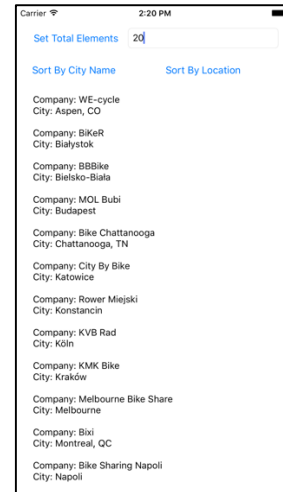 Carrier 2:20 PM
Set Total Elements 20
Sort By City Name Sort By Location
Company: WE-cycle
City: Aspen, CO
Company: BiKeR
City: Białystok
Company: BBBike
City: Bielsko-Biała
Company: MOL Bubi
City: Budapest
Company: Bike Chattanooga
City: Chattanooga, TN
Company: City By Bike
City: Katowice
Company: Rower Miejski
City: Konstancin
Company: KVB Rad
City: Köln
Company: KMK Bike
City: Kraków
Company: Melbourne Bike Share
City: Melbourne
Company: Bixi
City: Montreal, QC
Company: Bike Sharing Napoli
City: Napoli